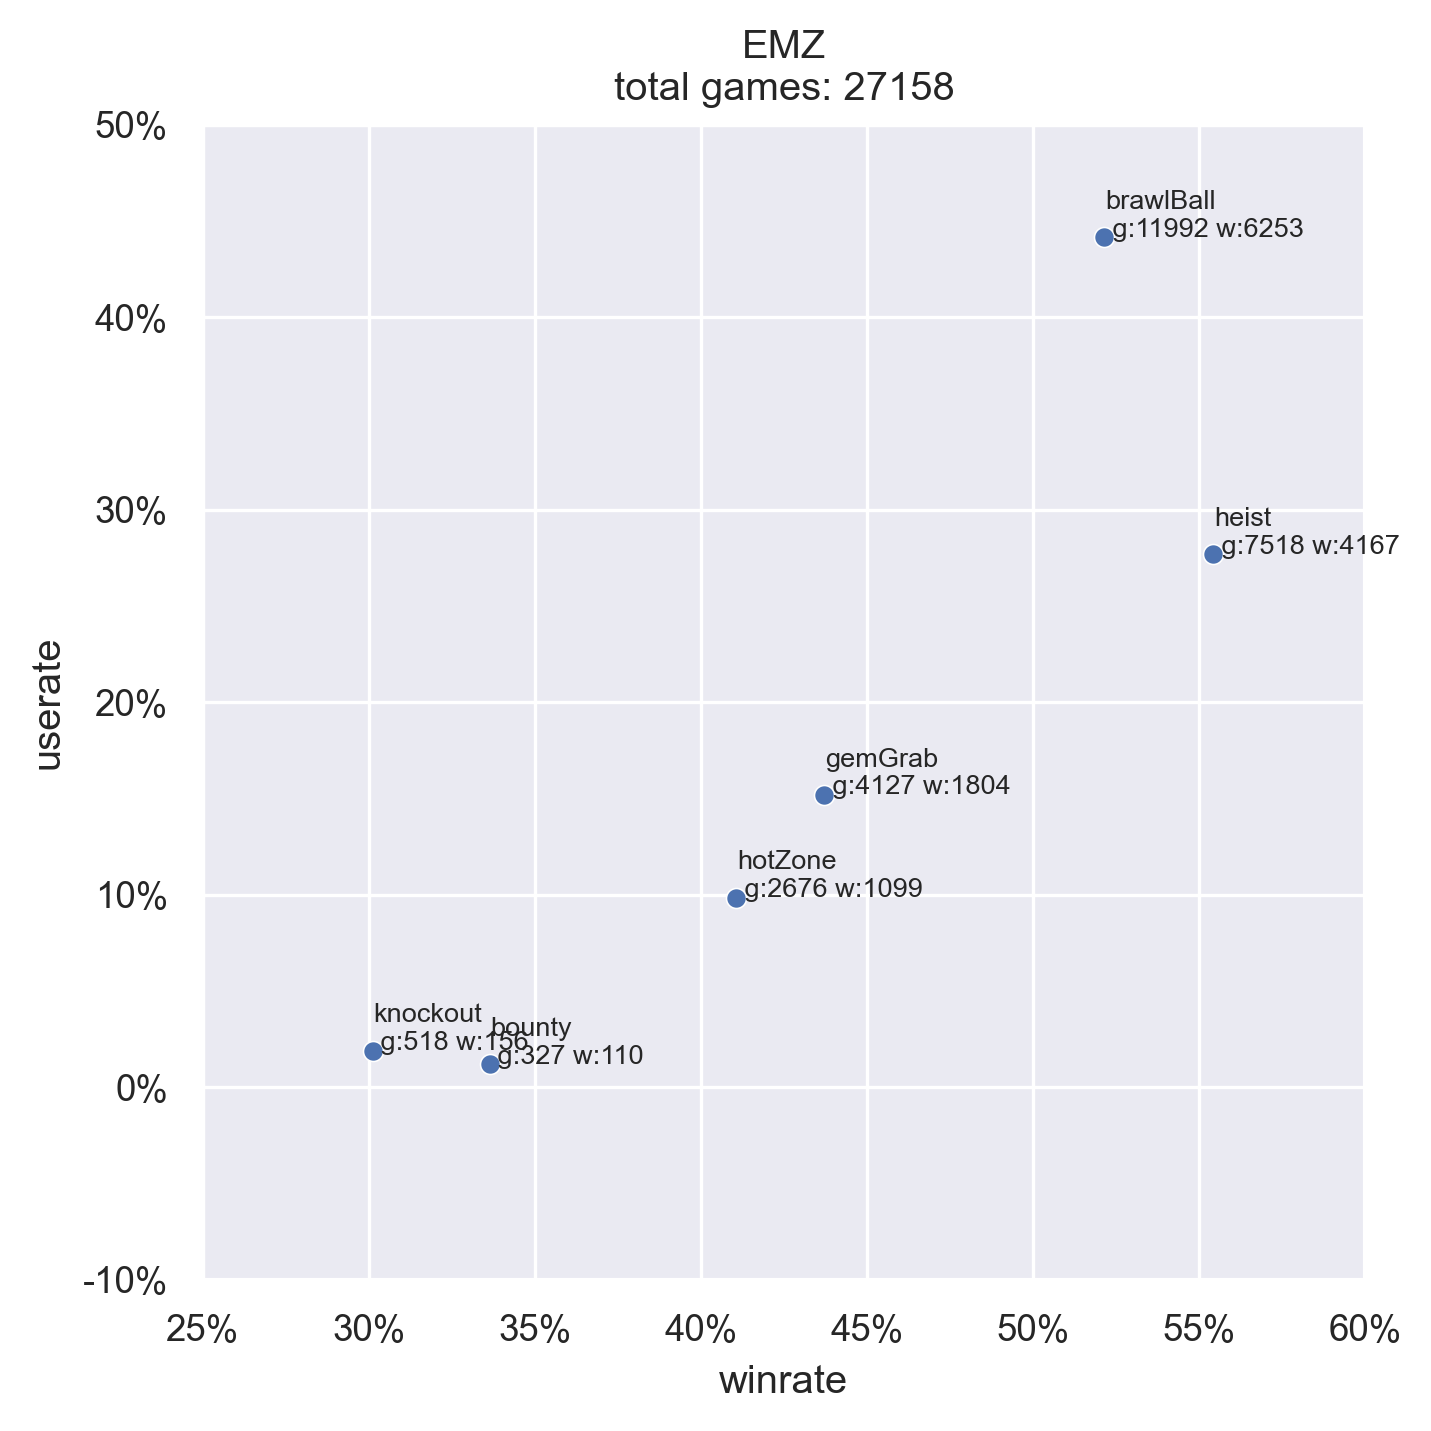 EMZ
total games: 27158
50%
40%
30%
20%
10%
0%
-10%
userate
brawlBall
g:11992 w:6253
heist
g:7518 w:4167
gemGrab
g:4127 w:1804
hotZone
g:2676 w:1099
knockout
g:518 w:156
bounty
g:327 w:110
25% 30% 35% 40% 45% 50% 55% 60%
winrate